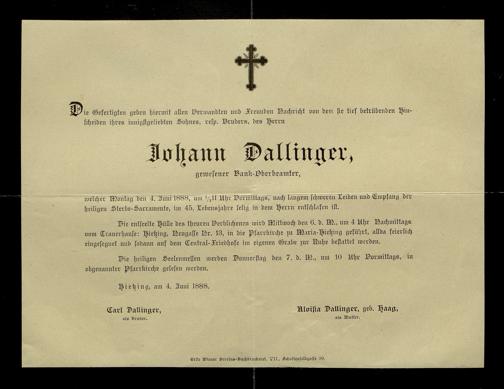 Die Gefertigten geben hiermit allen Verwandten und Freunden Nachricht von dem sie tief betrübenden Hin-
scheiden ihres innigstgeliebten Sohnes, resp. Bruders, des Herrn
Johann Dallinger,
gewesener Bank-Oberbeamter,
welcher Montag den 4. Juni 1888, um ½11 Uhr Vormittags, nach langem schweren Leiden und Empfang der
heiligen Sterbe-Sacramente, im 45. Lebensjahre selig in dem Herrn entschlafen ist.
Die entseelte Hülle des theuren Verblichenen wird Mittwoch den 6. d. M., um 4 Uhr Nachmittags
vom Trauerhause: Hietzing, Neugasse Nr. 13, in die Pfarrkirche zu Maria-Hietzing geführt, allda feierlich
eingesegnet und sodann auf dem Central-Friedhofe im eigenen Grabe zur Ruhe bestattet werden.
Die heiligen Seelenmessen werden Donnerstag den 7. d. M., um 10 Uhr Vormittags, in
obgenannter Pfarrkirche gelesen werden.
Hietzing, am 4. Juni 1888.
Carl Dallinger,
als Bruder.
Aloisia Dallinger, geb. Haag,
als Mutter.
Erste Wiener Vereins-Buchdruckerei, VII., Schottenfeldgasse